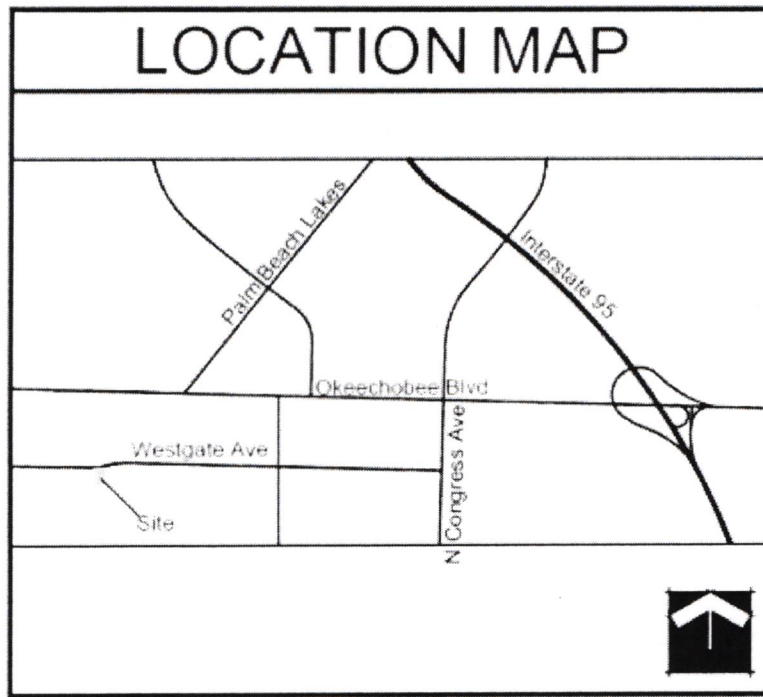 LOCATION MAP
Palm Beach Lakes
Interstate 95
Okeechobee Blvd
Westgate Ave
N Congress Ave
Site